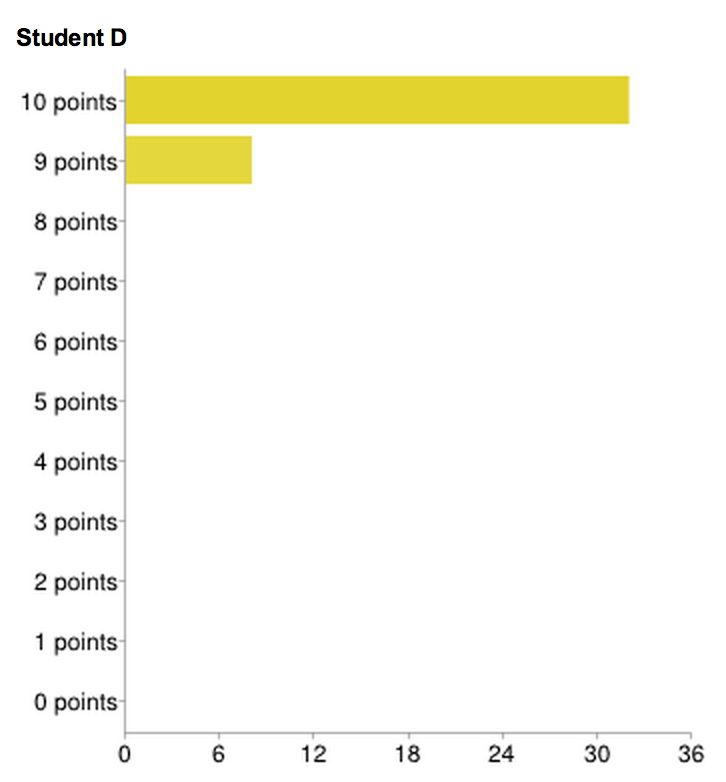 Student D
10 points
9 points
8 points
7 points
6 points
5 points
4 points
3 points
2 points
1 points
0 points
0 6 12 18 24 30 36